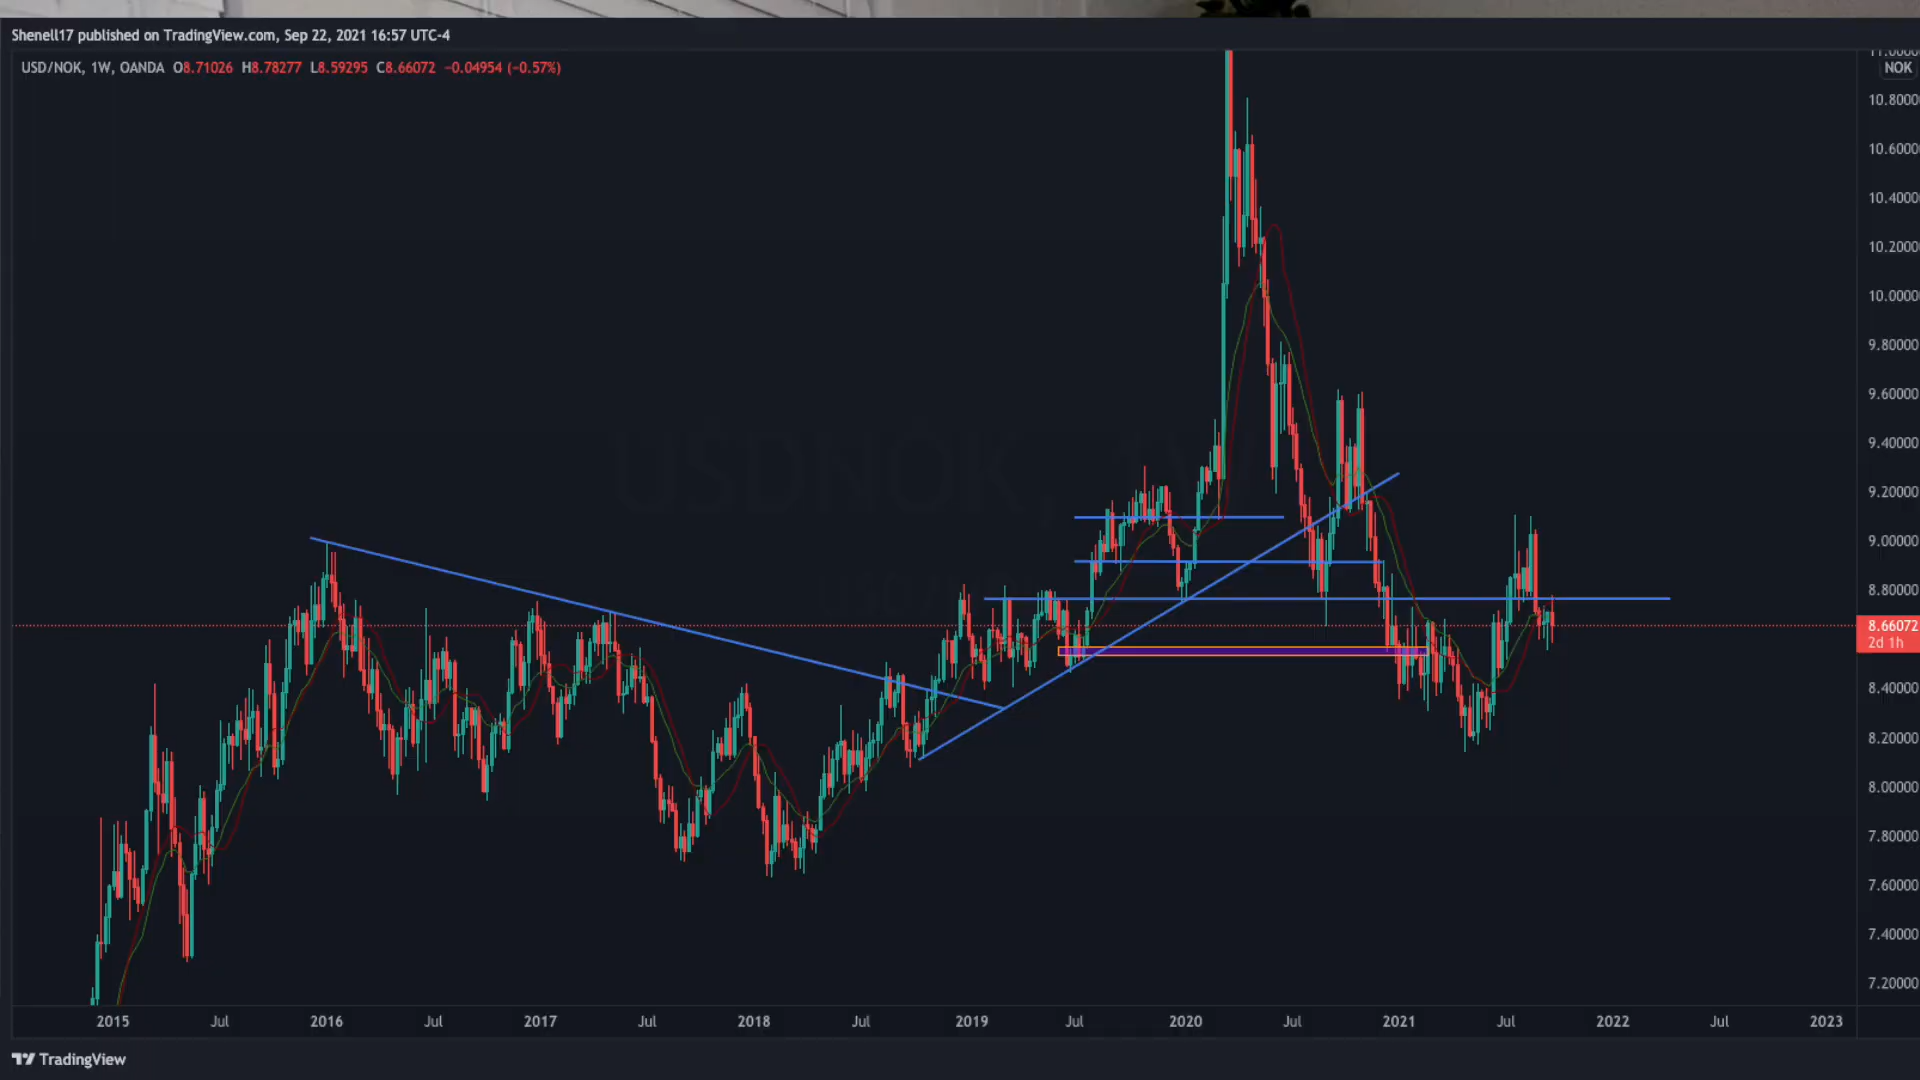 Shenell17 published on TradingView.com, Sep 22, 2021 16:57 UTC-4
USD/NOK, 1W, OANDA O8.71026 H8.78277 L8.59295 C8.66072 −0.04954 (−0.57%)
11.00000
NOK
10.80000
10.60000
10.40000
10.20000
10.00000
9.80000
9.60000
9.40000
USDNOK, 1W
9.20000
9.00000
8.80000
8.66072
2d 1h
8.40000
8.20000
8.00000
7.80000
7.60000
7.40000
7.20000
2015 Jul 2016 Jul 2017 Jul 2018 Jul 2019 Jul 2020 Jul 2021 Jul 2022 Jul 2023
TradingView